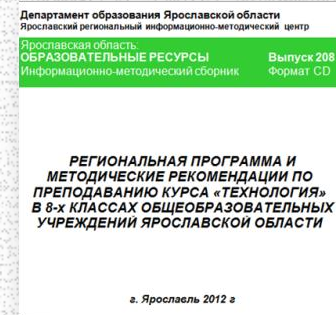 Департамент образования Ярославской области
Ярославский региональный информационно-методический центр
Ярославская область.
ОБРАЗОВАТЕЛЬНЫЕ РЕСУРСЫ Выпуск 208
Информационно-методический сборник Формат CD
РЕГИОНАЛЬНАЯ ПРОГРАММА И
МЕТОДИЧЕСКИЕ РЕКОМЕНДАЦИИ ПО
ПРЕПОДАВАНИЮ КУРСА «ТЕХНОЛОГИЯ»
В 8-х КЛАССАХ ОБЩЕОБРАЗОВАТЕЛЬНЫХ
УЧРЕЖДЕНИЙ ЯРОСЛАВСКОЙ ОБЛАСТИ
г. Ярославль 2012 г